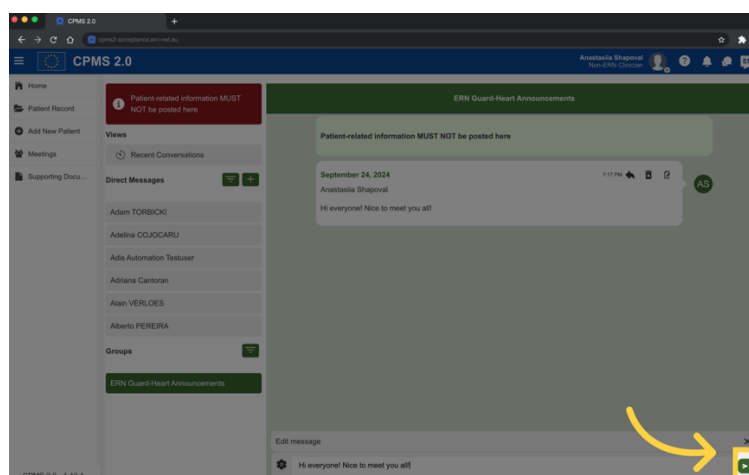 CPMS 2.0
cpms2-acceptance.ern-net.eu
CPMS 2.0
Anastasiia Shapoval
Non-ERN Clinician
Home
Patient Record
Add New Patient
Meetings
Supporting Docu...
Patient-related information MUST
NOT be posted here
Views
Recent Conversations
Direct Messages
Adam TORBICKI
Adelina COJOCARU
Adis Automation Testuser
Adriana Cantoran
Alain VERLOES
Alberto PEREIRA
Groups
ERN Guard-Heart Announcements
ERN Guard-Heart Announcements
Patient-related information MUST NOT be posted here
September 24, 2024
7:17 PM
Anastasiia Shapoval
Hi everyone! Nice to meet you all!
AS
Edit message
Hi everyone! Nice to meet you all!